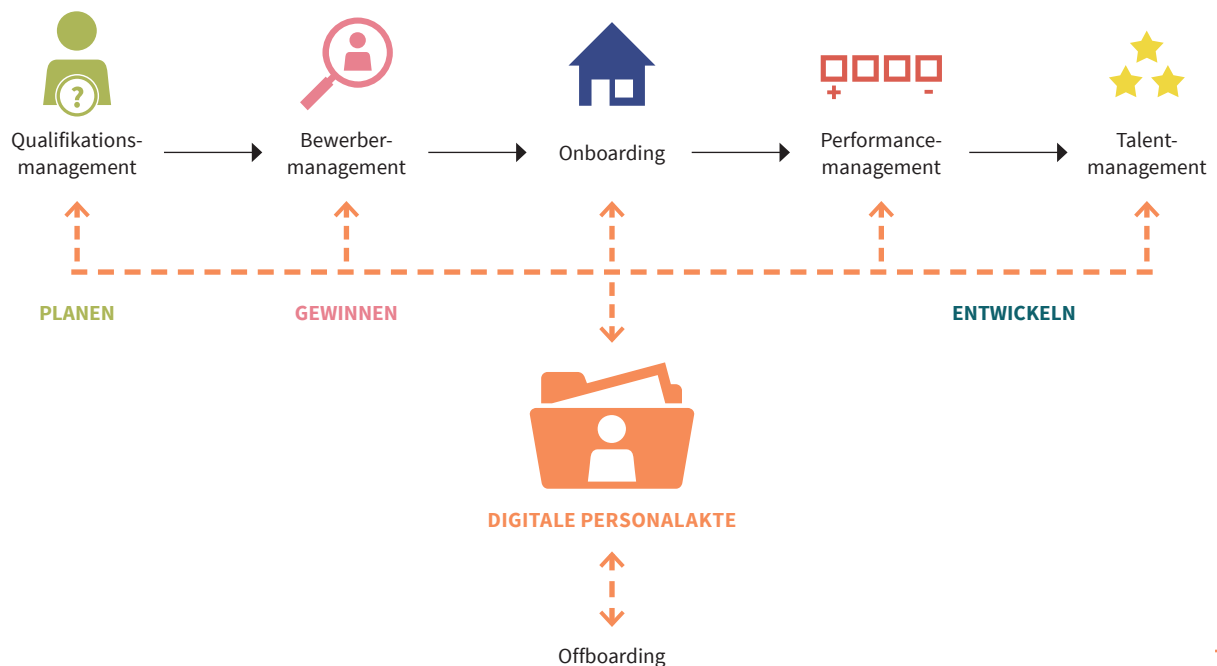 ?
+ -
Qualifikations-
management
Bewerber-
management
Onboarding
Performance-
management
Talent-
management
PLANEN
GEWINNEN
ENTWICKELN
DIGITALE PERSONALAKTE
Offboarding